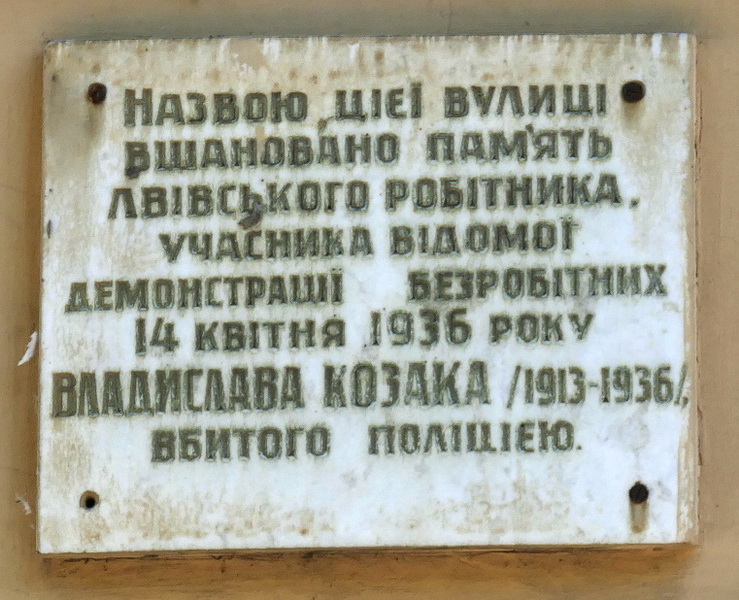 НАЗВОЮ ЦІЄЇ ВУЛИЦІ
ВШАНОВАНО ПАМ'ЯТЬ
ЛВІВСЬКОГО РОБІТНИКА,
УЧАСНИКА ВІДОМОЇ
ДЕМОНСТРАЦІЇ БЕЗРОБІТНИХ
14 КВІТНЯ 1936 РОКУ
ВЛАДИСЛАВА КОЗАКА /1913-1936/,
ВБИТОГО ПОЛІЦІЄЮ.